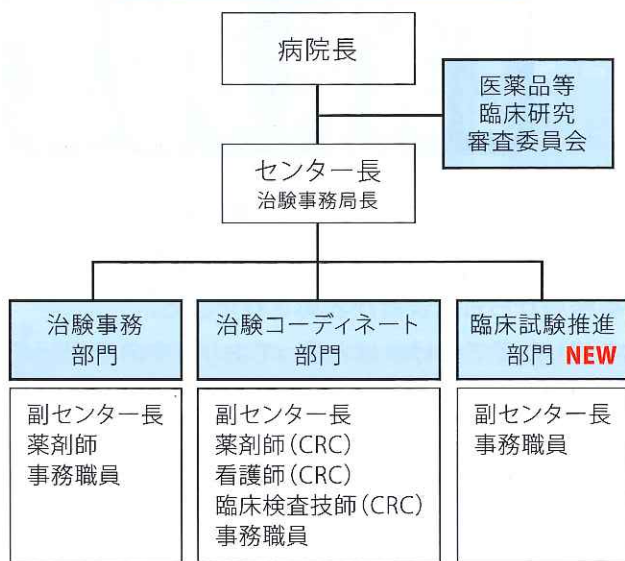 病院長
医薬品等
臨床研究
審査委員会
センター長
治験事務局長
治験事務
部門
治験コーディネート
部門
臨床試験推進
部門 NEW
副センター長
薬剤師
事務職員
副センター長
薬剤師(CRC)
看護師(CRC)
臨床検査技師(CRC)
事務職員
副センター長
事務職員